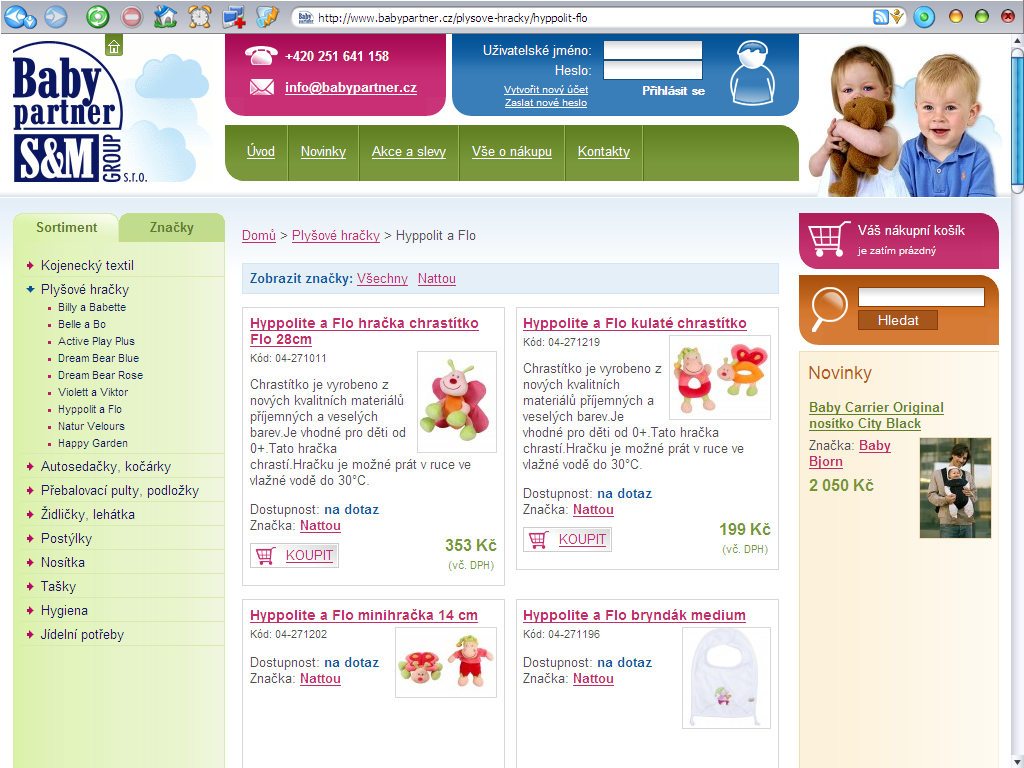 http://www.babypartner.cz/plysove-hracky/hyppolit-flo
Baby
partner
S&M GROUP s.r.o.
+420 251 641 158
info@babypartner.cz
Uživatelské jméno:
Heslo:
Vytvořit nový účet
Zaslat nové heslo
Přihlásit se
Úvod
Novinky
Akce a slevy
Vše o nákupu
Kontakty
Sortiment
Značky
Kojenecký textil
Plyšové hračky
Billy a Babette
Belle a Bo
Active Play Plus
Dream Bear Blue
Dream Bear Rose
Violett a Viktor
Hyppolit a Flo
Natur Velours
Happy Garden
Autosedačky, kočárky
Přebalovací pulty, podložky
Židličky, lehátka
Postýlky
Nosítka
Tašky
Hygiena
Jídelní potřeby
Domů > Plyšové hračky > Hyppolit a Flo
Zobrazit značky: Všechny Nattou
Hyppolite a Flo hračka chrastítko
Flo 28cm
Kód: 04-271011
Chrastítko je vyrobeno z
nových kvalitních
materiálů
příjemných a veselých
barev.Je vhodné pro děti od
0+.Tato hračka
chrastí.Hračku je možné prát v ruce ve
vlažné vodě do 30°C.
Dostupnost: na dotaz
Značka: Nattou
KOUPIT
353 Kč
(vč. DPH)
Hyppolite a Flo kulaté chrastítko
Kód: 04-271219
Chrastítko je vyrobeno z
nových kvalitních
materiálů příjemných a
veselých barev.Je
vhodné pro děti od 0+.Tato hračka
chrastí.Hračku je možné prát v ruce ve
vlažné vodě do 30°C.
Dostupnost: na dotaz
Značka: Nattou
KOUPIT
199 Kč
(vč. DPH)
Hyppolite a Flo minihračka 14 cm
Kód: 04-271202
Dostupnost: na dotaz
Značka: Nattou
Hyppolite a Flo bryndák medium
Kód: 04-271196
Dostupnost: na dotaz
Značka: Nattou
Váš nákupní košík
je zatím prázdný
Hledat
Novinky
Baby Carrier Original
nosítko City Black
Značka: Baby
Bjorn
2 050 Kč